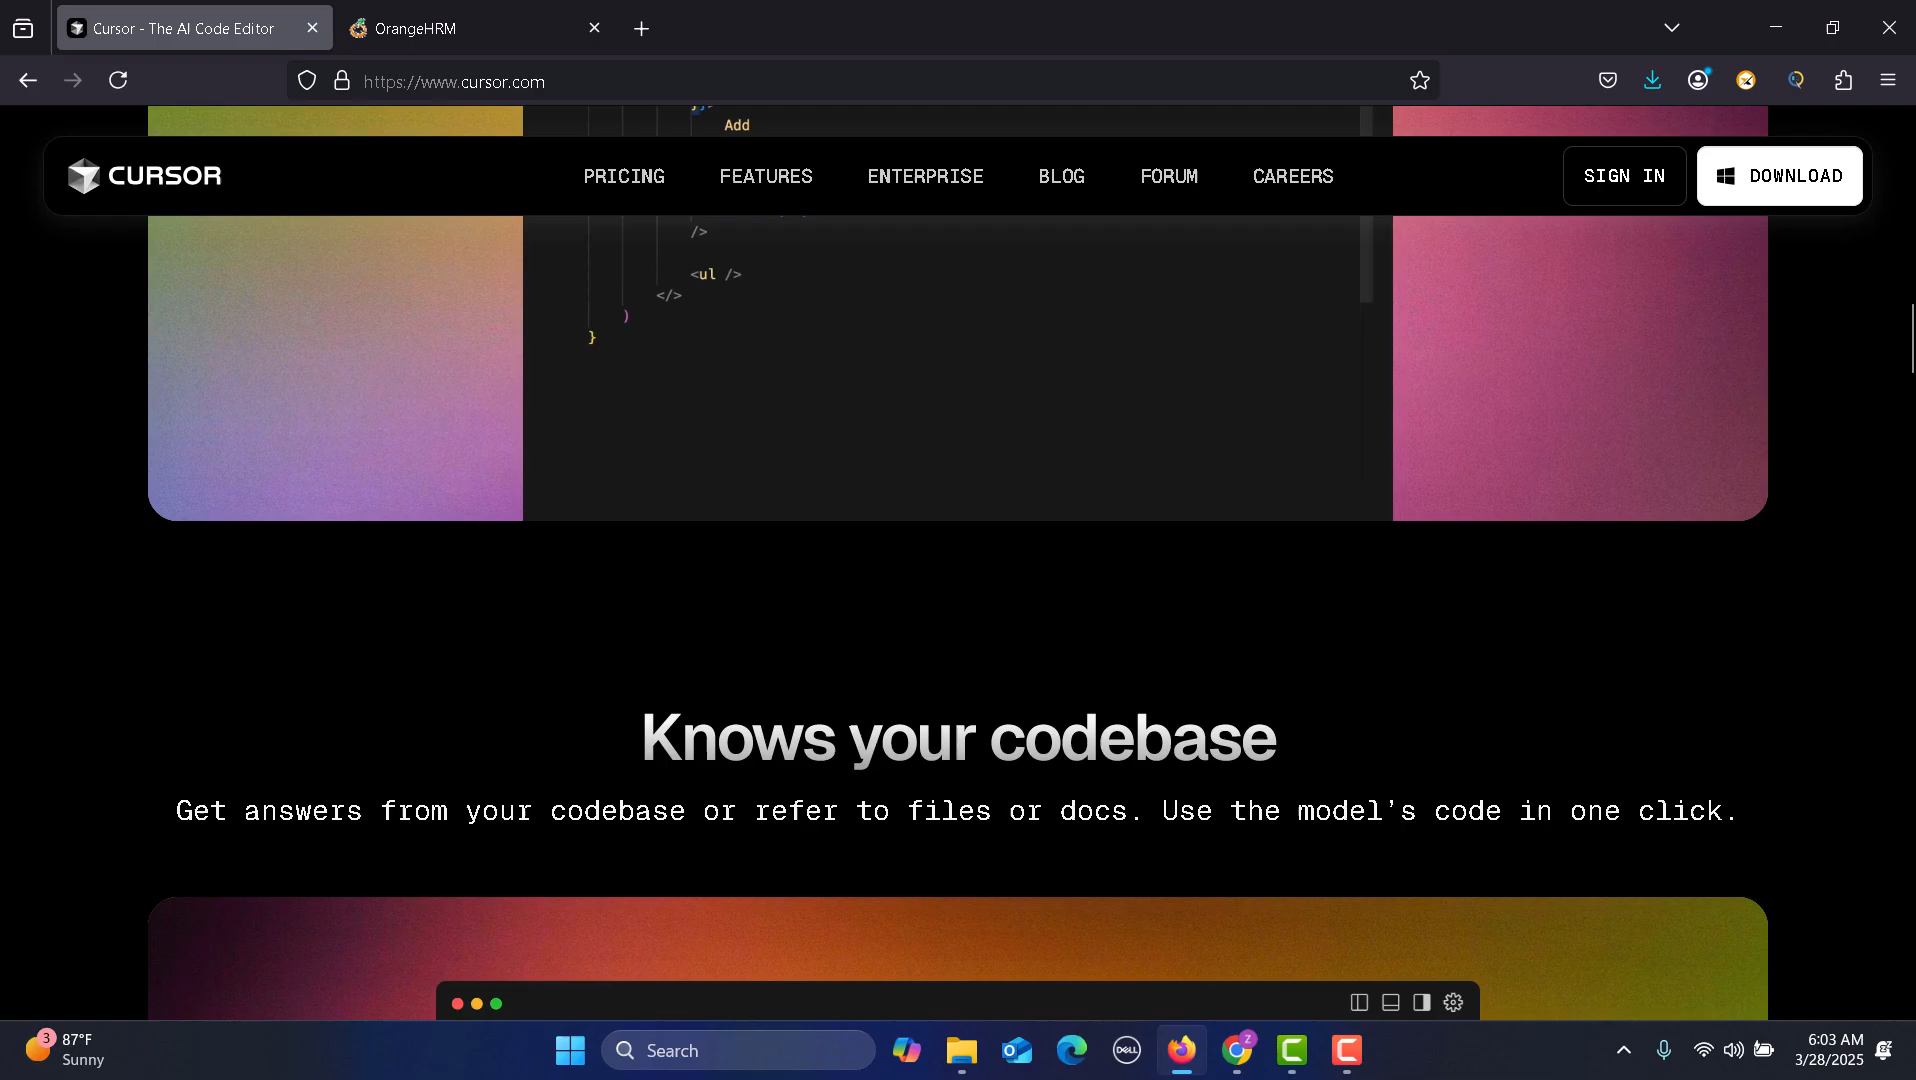 Cursor - The AI Code Editor
OrangeHRM
https://www.cursor.com
Add
CURSOR
PRICING
FEATURES
ENTERPRISE
BLOG
FORUM
CAREERS
SIGN IN
DOWNLOAD
/>
<ul />
</>
)
}
Knows your codebase
Get answers from your codebase or refer to files or docs. Use the model’s code in one click.
3
87°F
Sunny
Search
DELL
Z
6:03 AM
3/28/2025